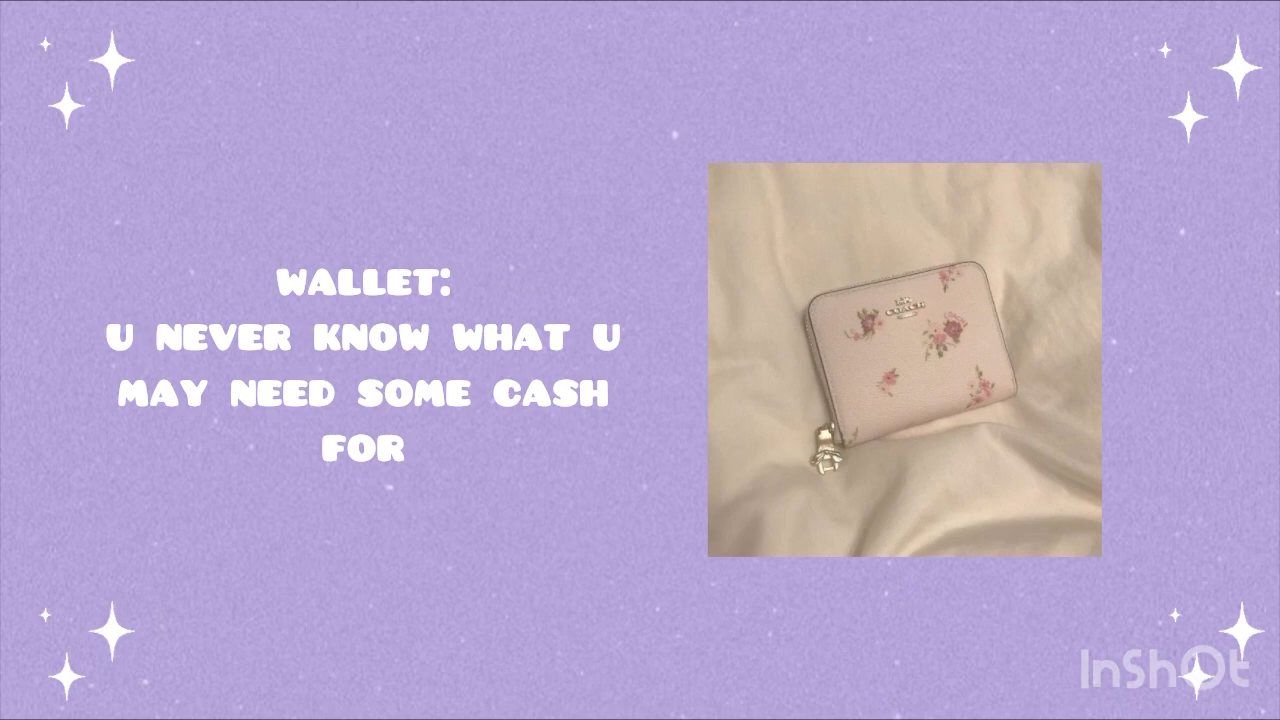 WALLET:
U NEVER KNOW WHAT U
MAY NEED SOME CASH
FOR
COACH
InShOt